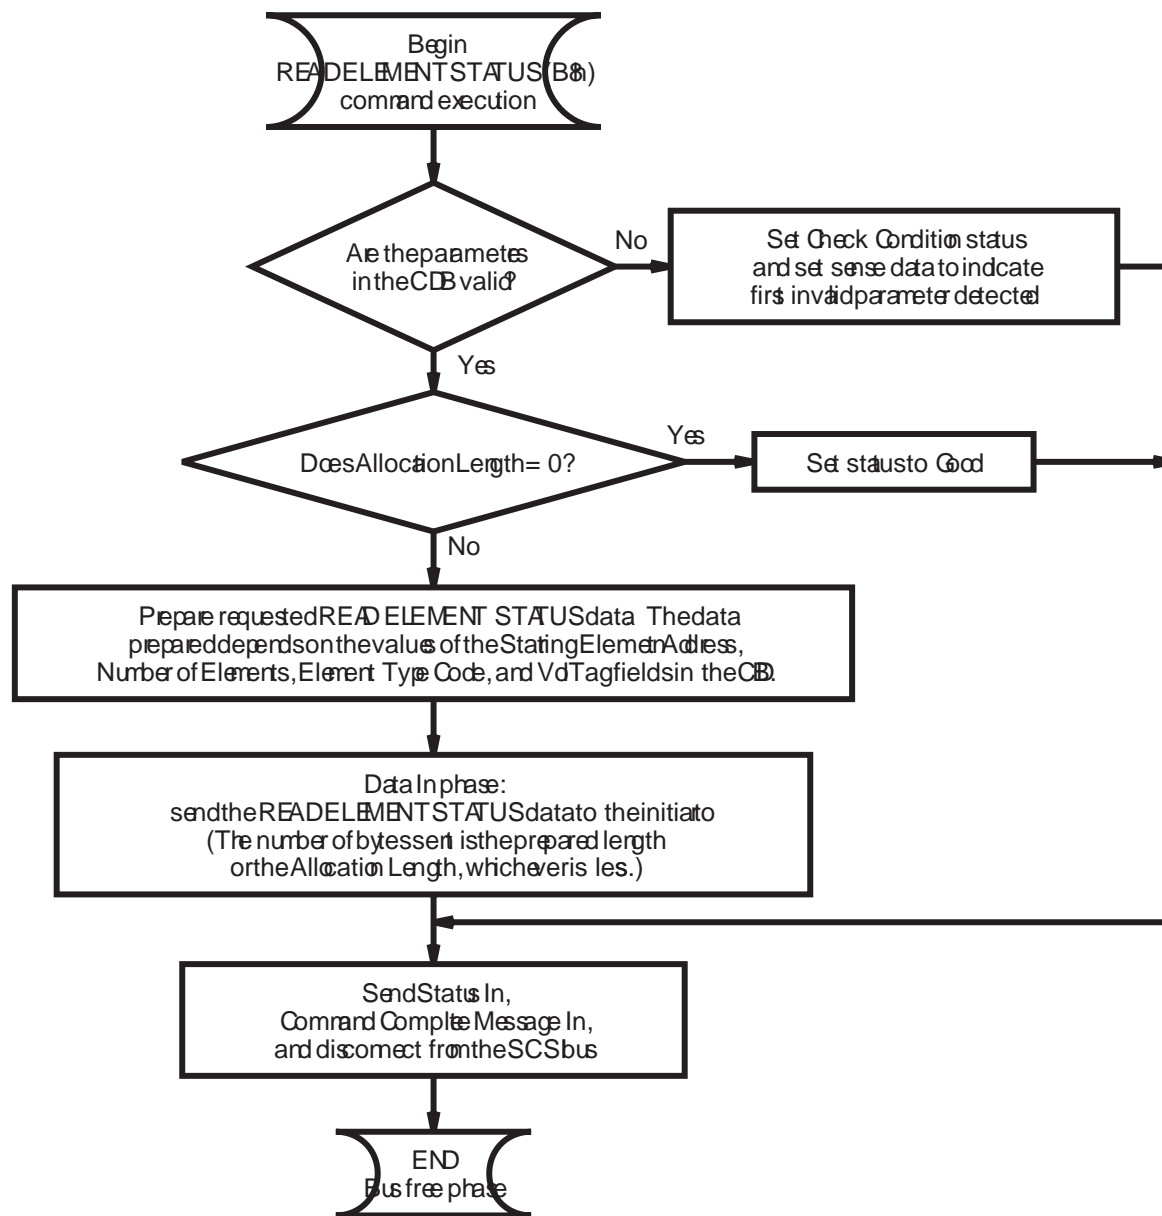 Begin
READ ELEMENT STATUS (B8h)
command execution
Are the parameters
in the CDB valid?
No
Set Check Condition status
and set sense data to indicate
first invalid parameter detected
Yes
Does Allocation Length = 0?
Yes
Set status to Good
No
Prepare requested READ ELEMENT STATUS data. The data
prepared depends on the values of the Starting Element Address,
Number of Elements, Element Type Code, and VolTag fields in the CBD.
Data In phase:
send the READ ELEMENT STATUS data to the initiator
(The number of bytes sent is the prepared length
or the Allocation Length, whichever is less.)
Send Status In,
Command Complete Message In,
and disconnect from the SCSI bus
END
Bus free phase